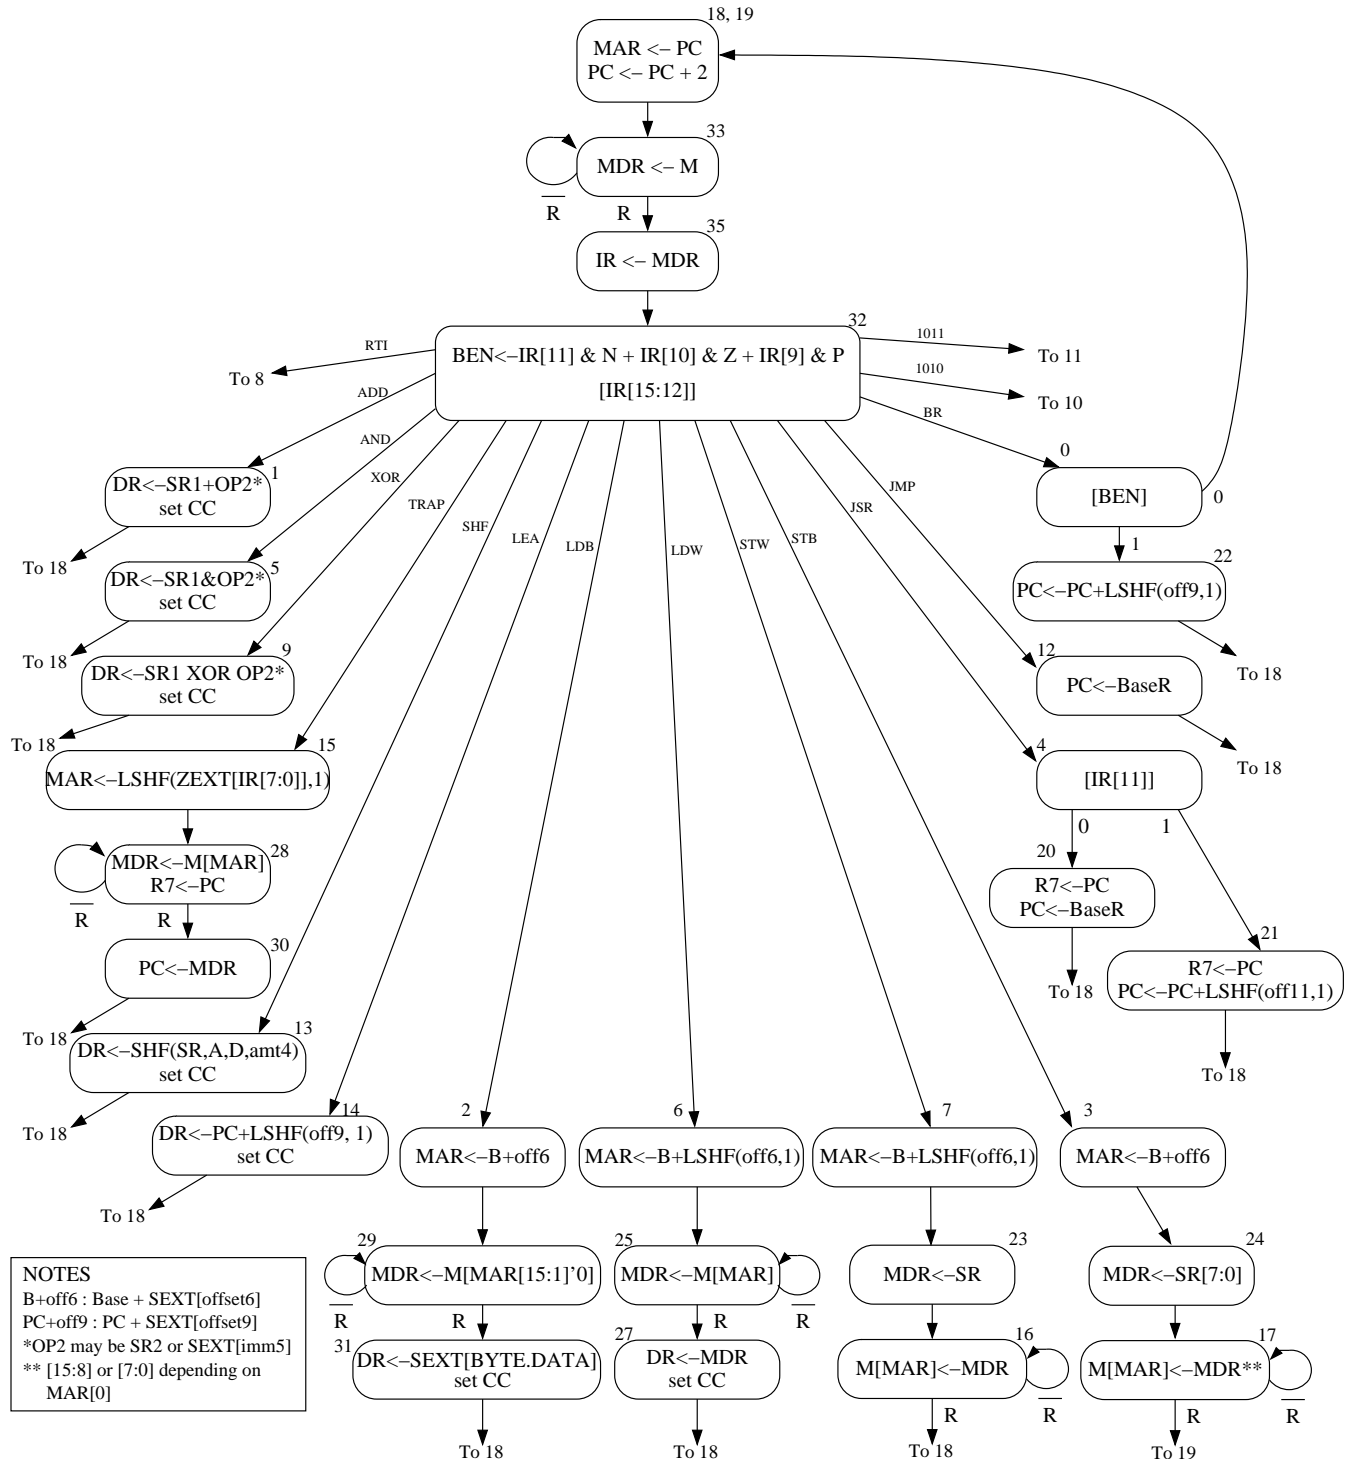 18, 19
MAR <– PC
PC <– PC + 2
33
MDR <– M
R
R
35
IR <– MDR
32
BEN<–IR[11] & N + IR[10] & Z + IR[9] & P
[IR[15:12]]
RTI
To 8
1011
To 11
1010
To 10
ADD
AND
XOR
TRAP
SHF
LEA
LDB
LDW
STW
STB
JSR
JMP
BR
1
DR<–SR1+OP2*
set CC
To 18
5
DR<–SR1&OP2*
set CC
To 18
9
DR<–SR1 XOR OP2*
set CC
To 18
15
MAR<–LSHF(ZEXT[IR[7:0]],1)
28
MDR<–M[MAR]
R7<–PC
R
R
30
PC<–MDR
To 18
13
DR<–SHF(SR,A,D,amt4)
set CC
To 18
14
DR<–PC+LSHF(off9, 1)
set CC
To 18
0
[BEN]
0
1
22
PC<–PC+LSHF(off9,1)
To 18
12
PC<–BaseR
To 18
4
[IR[11]]
0
1
20
R7<–PC
PC<–BaseR
To 18
21
R7<–PC
PC<–PC+LSHF(off11,1)
To 18
2
MAR<–B+off6
29
MDR<–M[MAR[15:1]’0]
R
R
31
DR<–SEXT[BYTE.DATA]
set CC
To 18
6
MAR<–B+LSHF(off6,1)
25
MDR<–M[MAR]
R
R
27
DR<–MDR
set CC
To 18
7
MAR<–B+LSHF(off6,1)
23
MDR<–SR
16
M[MAR]<–MDR
R
R
To 18
3
MAR<–B+off6
24
MDR<–SR[7:0]
17
M[MAR]<–MDR**
R
R
To 19
NOTES
B+off6 : Base + SEXT[offset6]
PC+off9 : PC + SEXT[offset9]
*OP2 may be SR2 or SEXT[imm5]
** [15:8] or [7:0] depending on
MAR[0]